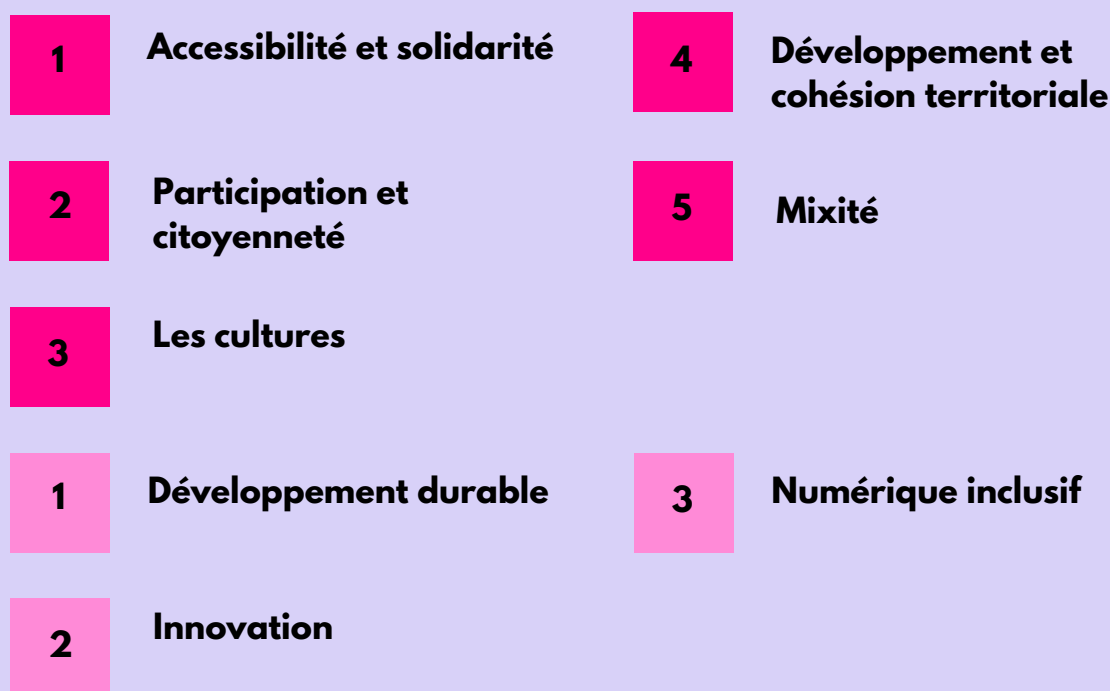 1
Accessibilité et solidarité
2
Participation et
citoyenneté
3
Les cultures
4
Développement et
cohésion territoriale
5
Mixité
1
Développement durable
2
Innovation
3
Numérique inclusif